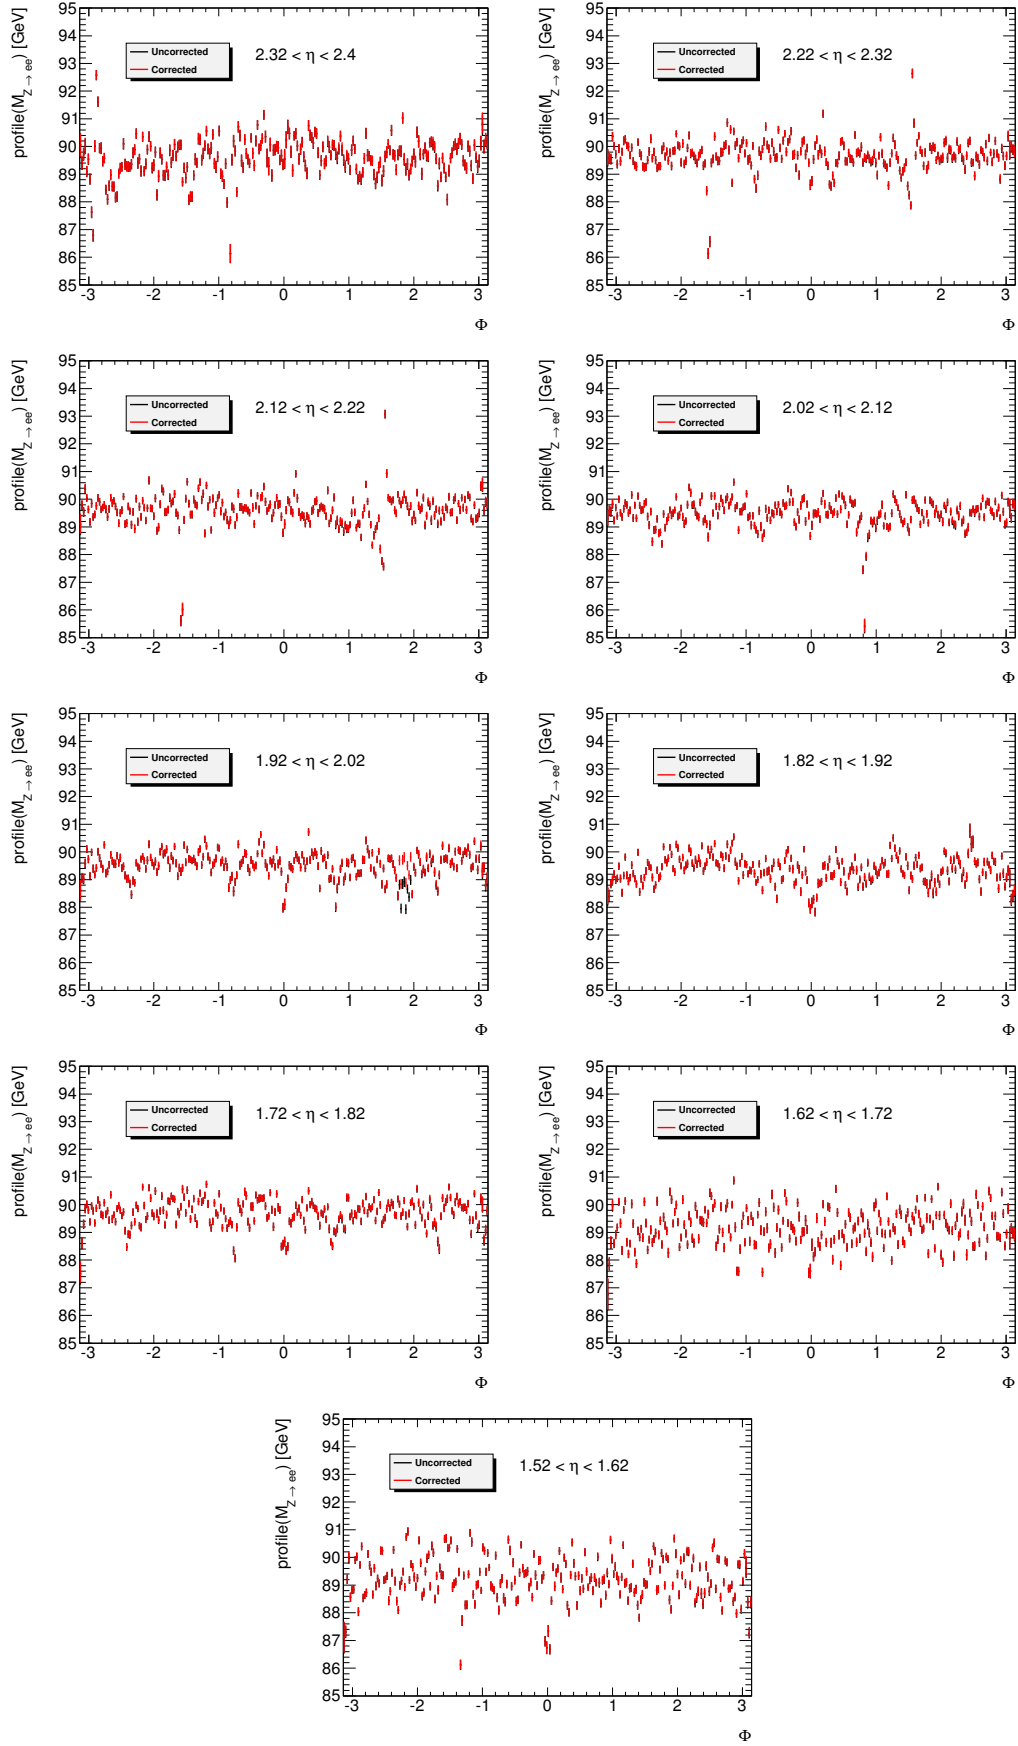 profile(M_{Z→ee}) [GeV]
95
94
93
92
91
90
89
88
87
86
85
Uncorrected
Corrected
2.32 < η < 2.4
-3 -2 -1 0 1 2 3
Φ
profile(M_{Z→ee}) [GeV]
95
94
93
92
91
90
89
88
87
86
85
Uncorrected
Corrected
2.22 < η < 2.32
-3 -2 -1 0 1 2 3
Φ
profile(M_{Z→ee}) [GeV]
95
94
93
92
91
90
89
88
87
86
85
Uncorrected
Corrected
2.12 < η < 2.22
-3 -2 -1 0 1 2 3
Φ
profile(M_{Z→ee}) [GeV]
95
94
93
92
91
90
89
88
87
86
85
Uncorrected
Corrected
2.02 < η < 2.12
-3 -2 -1 0 1 2 3
Φ
profile(M_{Z→ee}) [GeV]
95
94
93
92
91
90
89
88
87
86
85
Uncorrected
Corrected
1.92 < η < 2.02
-3 -2 -1 0 1 2 3
Φ
profile(M_{Z→ee}) [GeV]
95
94
93
92
91
90
89
88
87
86
85
Uncorrected
Corrected
1.82 < η < 1.92
-3 -2 -1 0 1 2 3
Φ
profile(M_{Z→ee}) [GeV]
95
94
93
92
91
90
89
88
87
86
85
Uncorrected
Corrected
1.72 < η < 1.82
-3 -2 -1 0 1 2 3
Φ
profile(M_{Z→ee}) [GeV]
95
94
93
92
91
90
89
88
87
86
85
Uncorrected
Corrected
1.62 < η < 1.72
-3 -2 -1 0 1 2 3
Φ
profile(M_{Z→ee}) [GeV]
95
94
93
92
91
90
89
88
87
86
85
Uncorrected
Corrected
1.52 < η < 1.62
-3 -2 -1 0 1 2 3
Φ